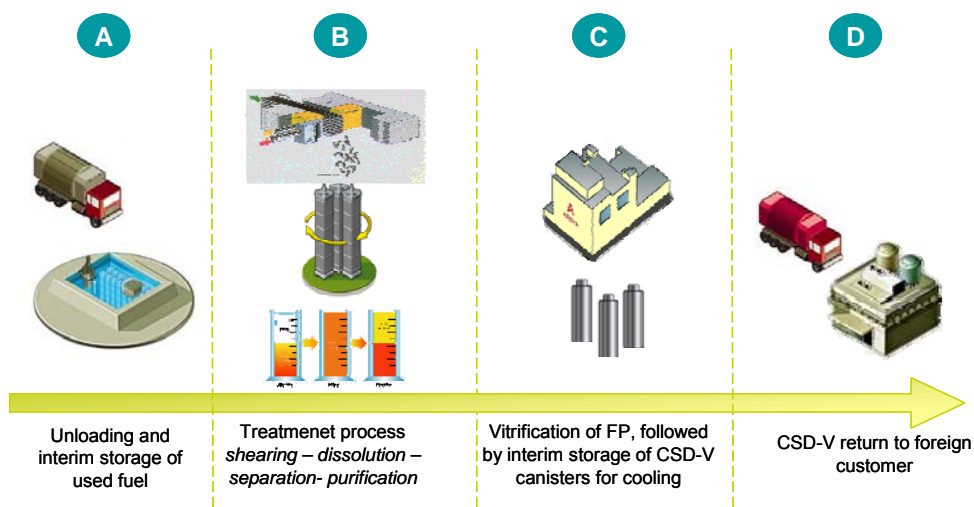 A
B
C
D
Unloading and
interim storage of
used fuel
Treatmenet process
shearing – dissolution –
separation- purification
Vitrification of FP, followed
by interim storage of CSD-V
canisters for cooling
CSD-V return to foreign
customer